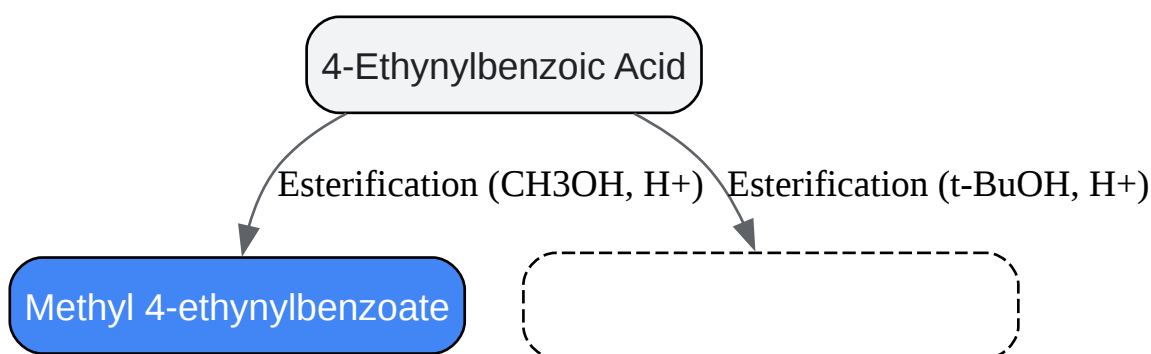 4-Ethynylbenzoic Acid
Esterification (CH3OH, H+)
Esterification (t-BuOH, H+)
Methyl 4-ethynylbenzoate